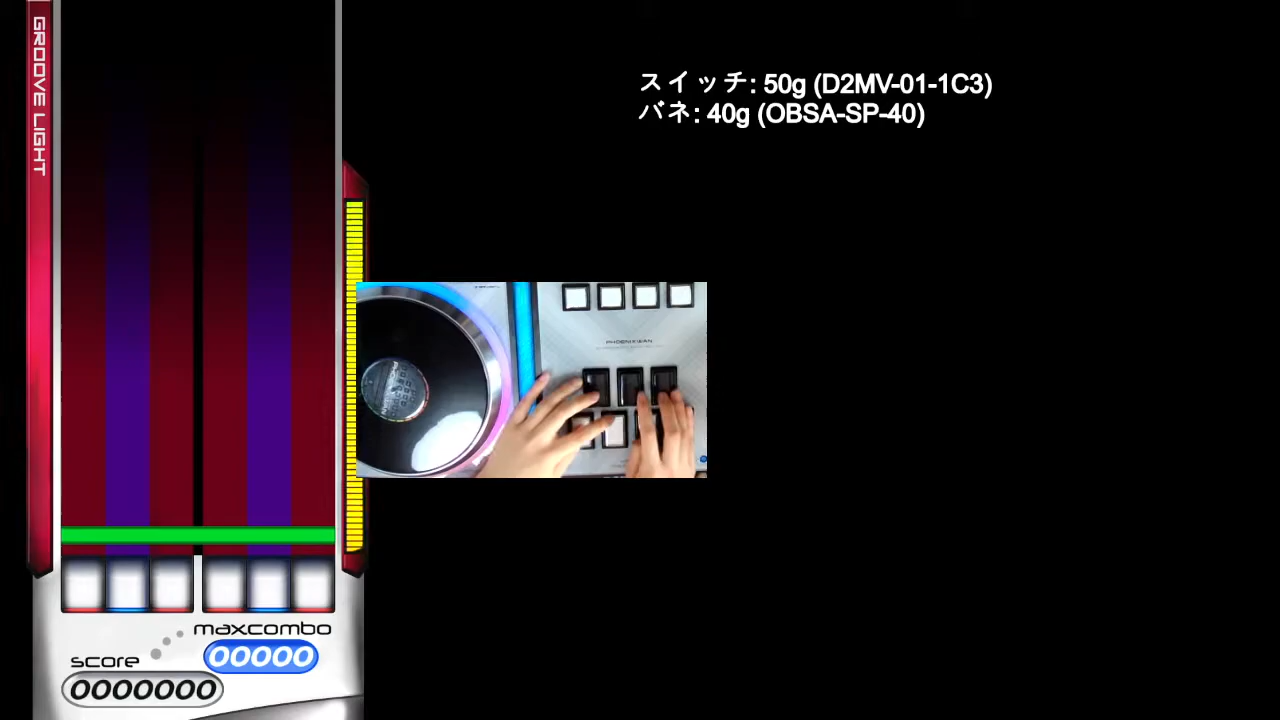 GROOVE LIGHT
スイッチ: 50g (D2MV-01-1C3)
バネ: 40g (OBSA-SP-40)
PHOENIXWAN
maxcombo
00000
score
0000000